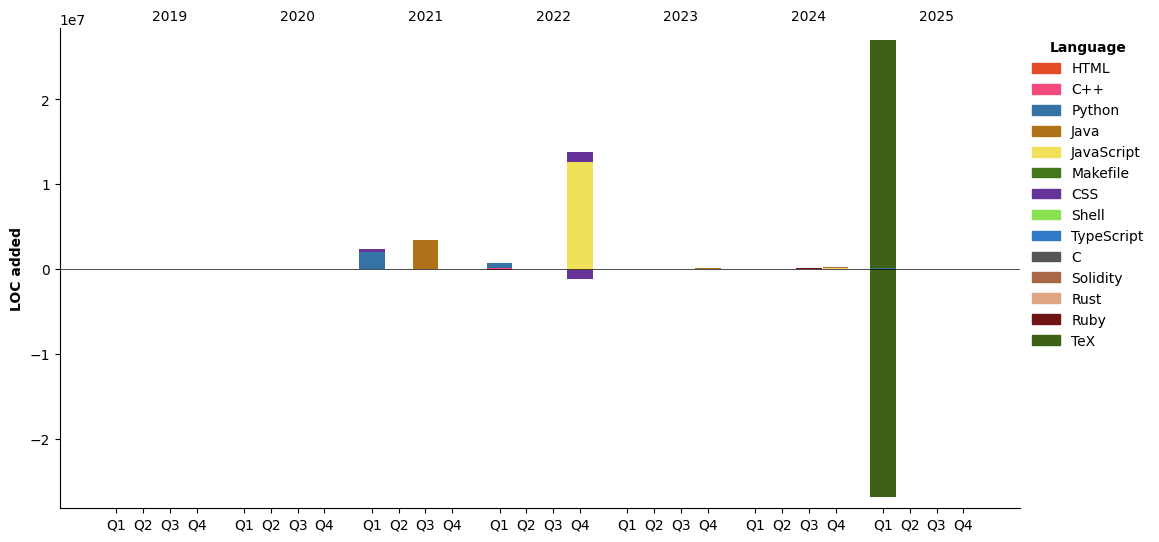 2019 2020 2021 2022 2023 2024 2025
1e7
Language
HTML
C++
Python
Java
JavaScript
Makefile
CSS
Shell
TypeScript
C
Solidity
Rust
Ruby
TeX
LOC added
2
1
0
−1
−2
Q1 Q2 Q3 Q4 Q1 Q2 Q3 Q4 Q1 Q2 Q3 Q4 Q1 Q2 Q3 Q4 Q1 Q2 Q3 Q4 Q1 Q2 Q3 Q4 Q1 Q2 Q3 Q4